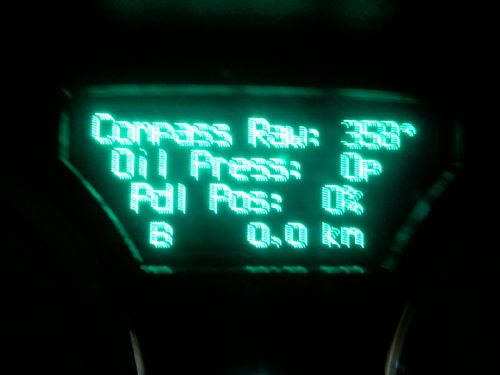 Compass Raw: 358°
Oil Press: 0p
Pdl Pos: 0%
B 0.0 km